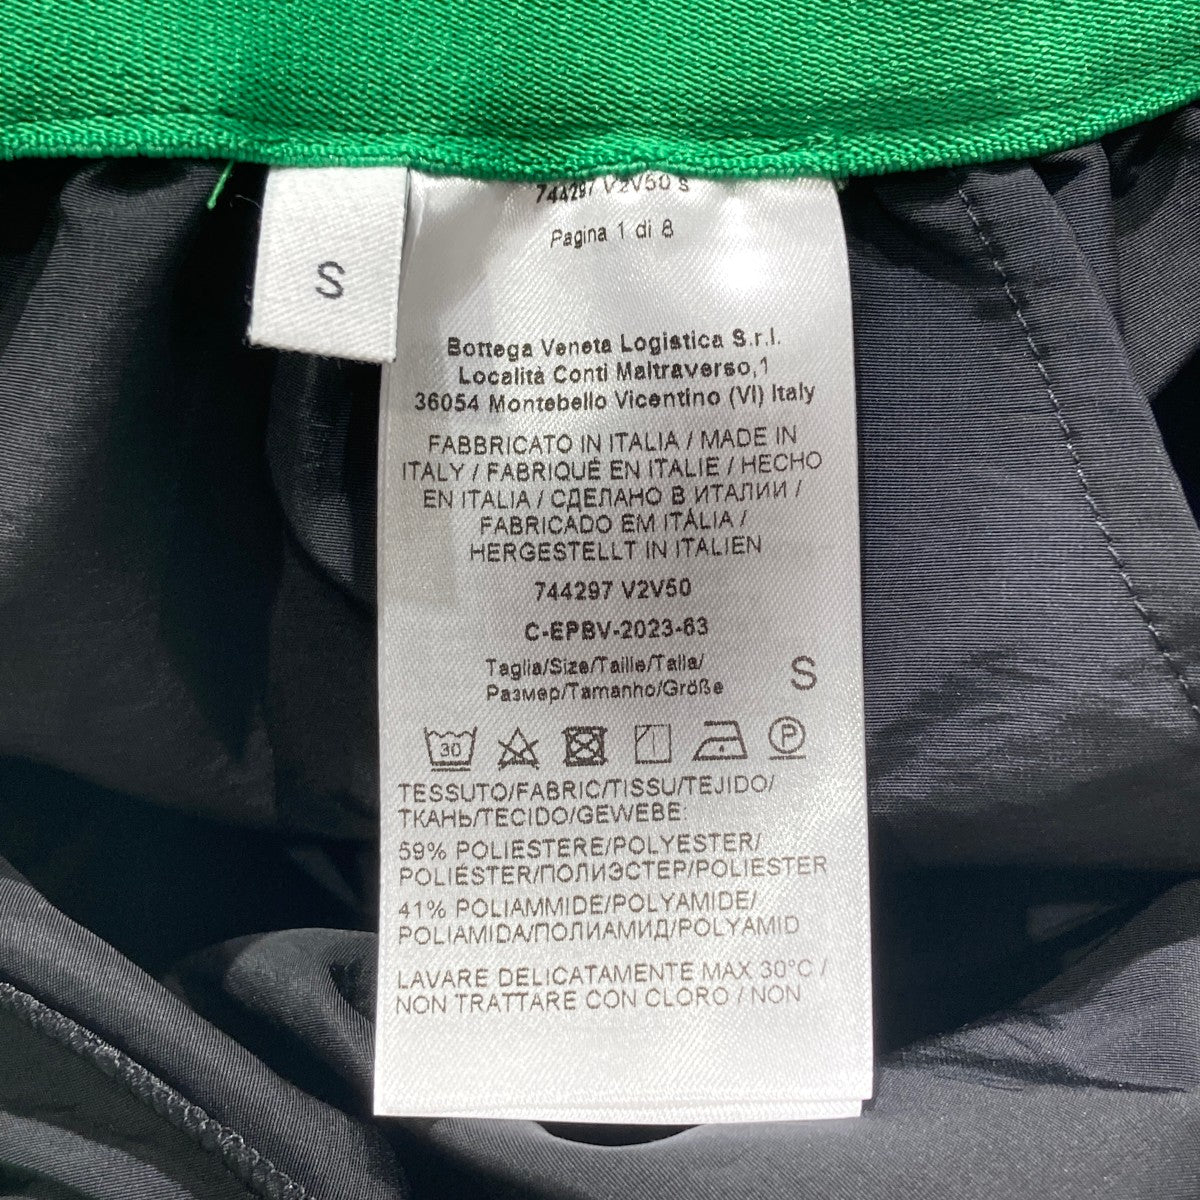 744297 V2V50 S
Pagina 1 di 8
S
Bottega Veneta Logistica S.r.l.
Località Conti Maltraverso,1
36054 Montebello Vicentino (VI) Italy
FABBRICATO IN ITALIA / MADE IN
ITALY / FABRIQUÉ EN ITALIE / HECHO
EN ITALIA / СДЕЛАНО В ИТАЛИИ /
FABRICADO EM ITÁLIA /
HERGESTELLT IN ITALIEN
744297 V2V50
C-EPBV-2023-63
Taglia/Size/Taille/Talla/
Размер/Tamanho/Größe
S
30
P
TESSUTO/FABRIC/TISSU/TEJIDO/
ТКАНЬ/TECIDO/GEWEBE:
59% POLIESTERE/POLYESTER/
POLIÉSTER/ПОЛИЭСТЕР/POLIESTER
41% POLIAMMIDE/POLYAMIDE/
POLIAMIDA/ПОЛИАМИД/POLYAMID
LAVARE DELICATAMENTE MAX 30°C /
NON TRATTARE CON CLORO / NON